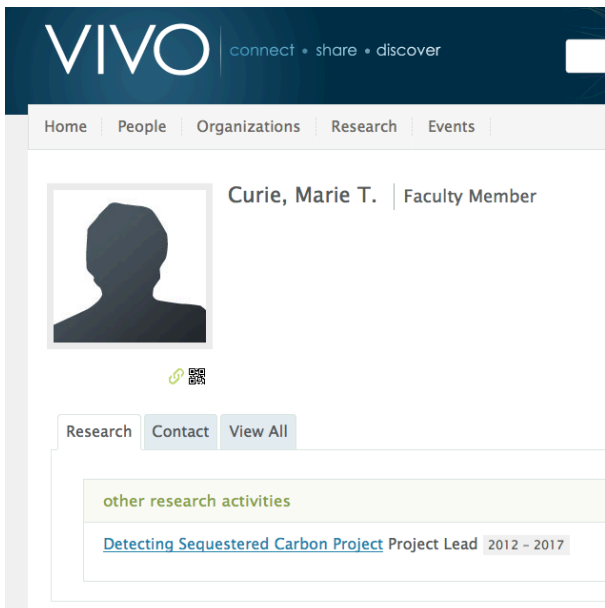 VIVO connect • share • discover
Home People Organizations Research Events
Curie, Marie T. Faculty Member
Research Contact View All
other research activities
Detecting Sequestered Carbon Project Project Lead 2012 – 2017